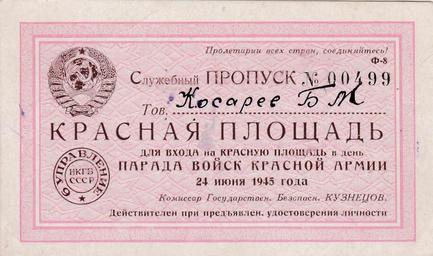 Пролетарии всех стран, соединяйтесь!
Ф-8
Служебный ПРОПУСК № 00499
Тов. Косарев Б М
КРАСНАЯ ПЛОЩАДЬ
ДЛЯ ВХОДА на КРАСНУЮ ПЛОЩАДЬ в день
ПАРАДА ВОЙСК КРАСНОЙ АРМИИ
24 июня 1945 года
Комиссар Государствен. Безопасн. КУЗНЕЦОВ.
Действителен при предъявлен. удостоверения личности
6 УПРАВЛЕНИЕ
НКГБ
СССР